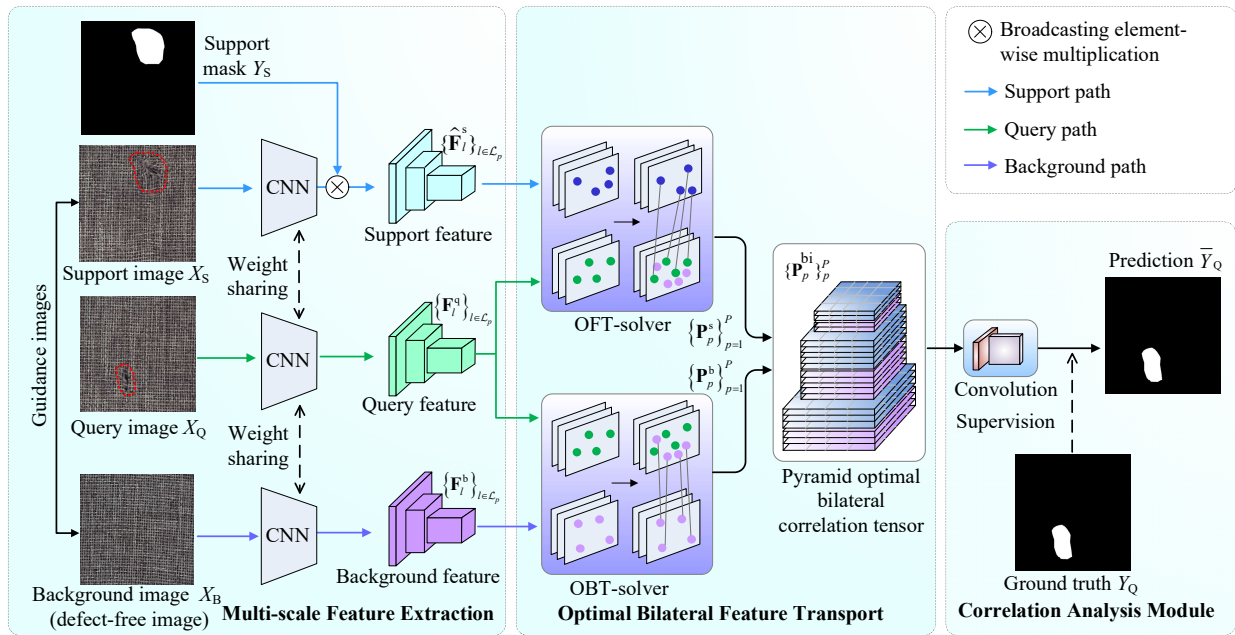 Support
mask Y_S
CNN
{F̂_l^s}_{l∈𝓛_p}
Support feature
Support image X_S
Guidance images
Weight
sharing
CNN
{F_l^q}_{l∈𝓛_p}
Query feature
Query image X_Q
Weight
sharing
CNN
{F_l^b}_{l∈𝓛_p}
Background feature
Background image X_B
(defect-free image)
Multi-scale Feature Extraction
OFT-solver
{P_p^s}_{p=1}^P
{P_p^b}_{p=1}^P
OBT-solver
{P_p^bi}_p^P
Pyramid optimal
bilateral
correlation tensor
Optimal Bilateral Feature Transport
Broadcasting element-
wise multiplication
Support path
Query path
Background path
Prediction Y̅_Q
Convolution
Supervision
Ground truth Y_Q
Correlation Analysis Module